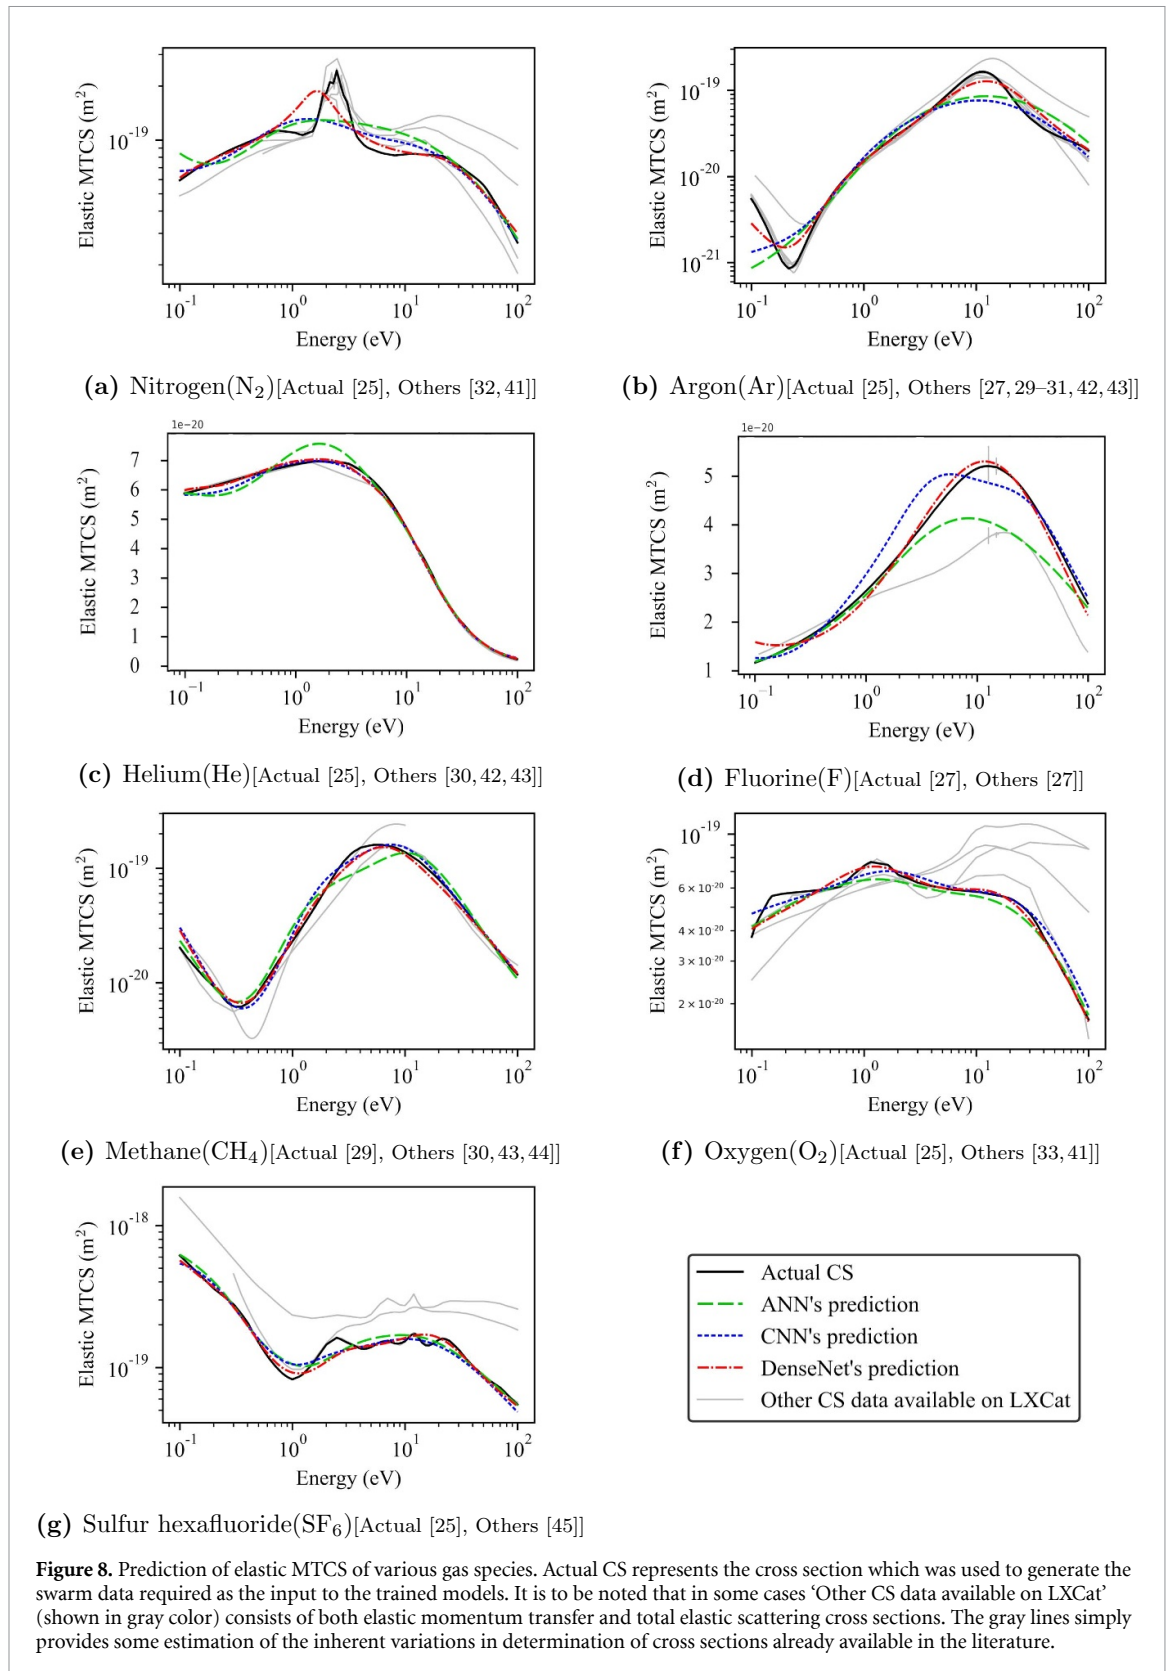 Elastic MTCS (m²)
10⁻¹⁹
10⁻¹ 10⁰ 10¹ 10²
Energy (eV)
(a) Nitrogen(N₂)[Actual [25], Others [32, 41]]
Elastic MTCS (m²)
10⁻¹⁹
10⁻²⁰
10⁻²¹
10⁻¹ 10⁰ 10¹ 10²
Energy (eV)
(b) Argon(Ar)[Actual [25], Others [27, 29–31, 42, 43]]
1e-20
Elastic MTCS (m²)
7
6
5
4
3
2
1
0
10⁻¹ 10⁰ 10¹ 10²
Energy (eV)
(c) Helium(He)[Actual [25], Others [30, 42, 43]]
1e-20
Elastic MTCS (m²)
5
4
3
2
1
10⁻¹ 10⁰ 10¹ 10²
Energy (eV)
(d) Fluorine(F)[Actual [27], Others [27]]
Elastic MTCS (m²)
10⁻¹⁹
10⁻²⁰
10⁻¹ 10⁰ 10¹ 10²
Energy (eV)
(e) Methane(CH₄)[Actual [29], Others [30, 43, 44]]
Elastic MTCS (m²)
10⁻¹⁹
6 × 10⁻²⁰
4 × 10⁻²⁰
3 × 10⁻²⁰
2 × 10⁻²⁰
10⁻¹ 10⁰ 10¹ 10²
Energy (eV)
(f) Oxygen(O₂)[Actual [25], Others [33, 41]]
Elastic MTCS (m²)
10⁻¹⁸
10⁻¹⁹
10⁻¹ 10⁰ 10¹ 10²
Energy (eV)
(g) Sulfur hexafluoride(SF₆)[Actual [25], Others [45]]
Actual CS
ANN's prediction
CNN's prediction
DenseNet's prediction
Other CS data available on LXCat
Figure 8. Prediction of elastic MTCS of various gas species. Actual CS represents the cross section which was used to generate the
swarm data required as the input to the trained models. It is to be noted that in some cases ‘Other CS data available on LXCat’
(shown in gray color) consists of both elastic momentum transfer and total elastic scattering cross sections. The gray lines simply
provides some estimation of the inherent variations in determination of cross sections already available in the literature.